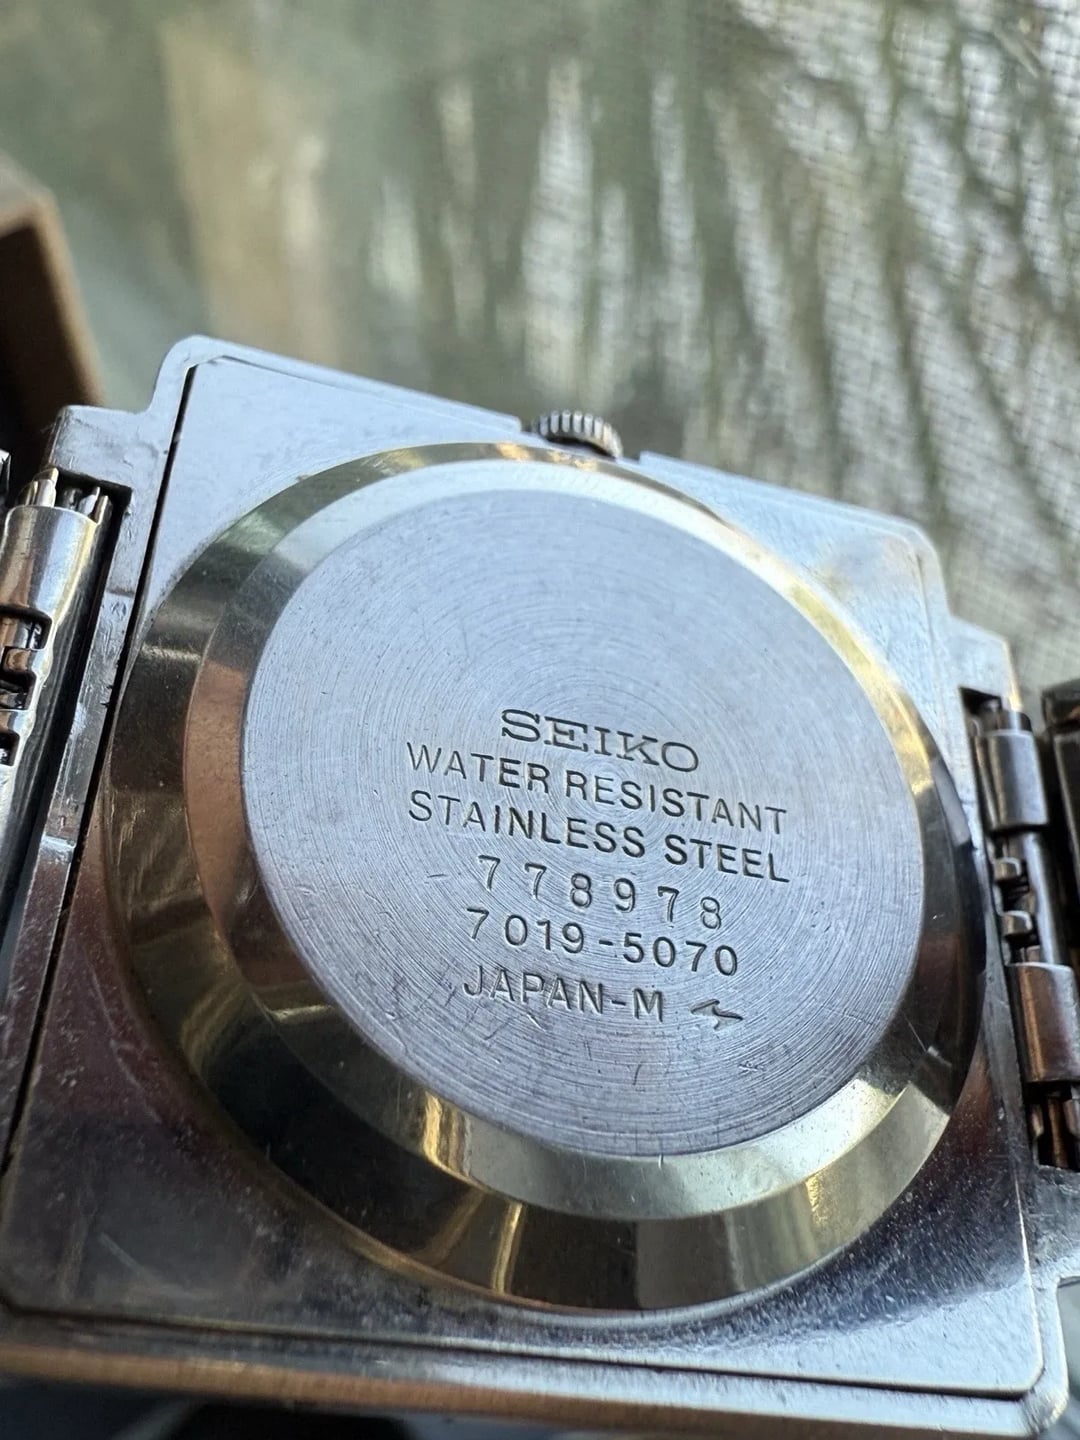 SEIKO
WATER RESISTANT
STAINLESS STEEL
778978
7019-5070
JAPAN-M